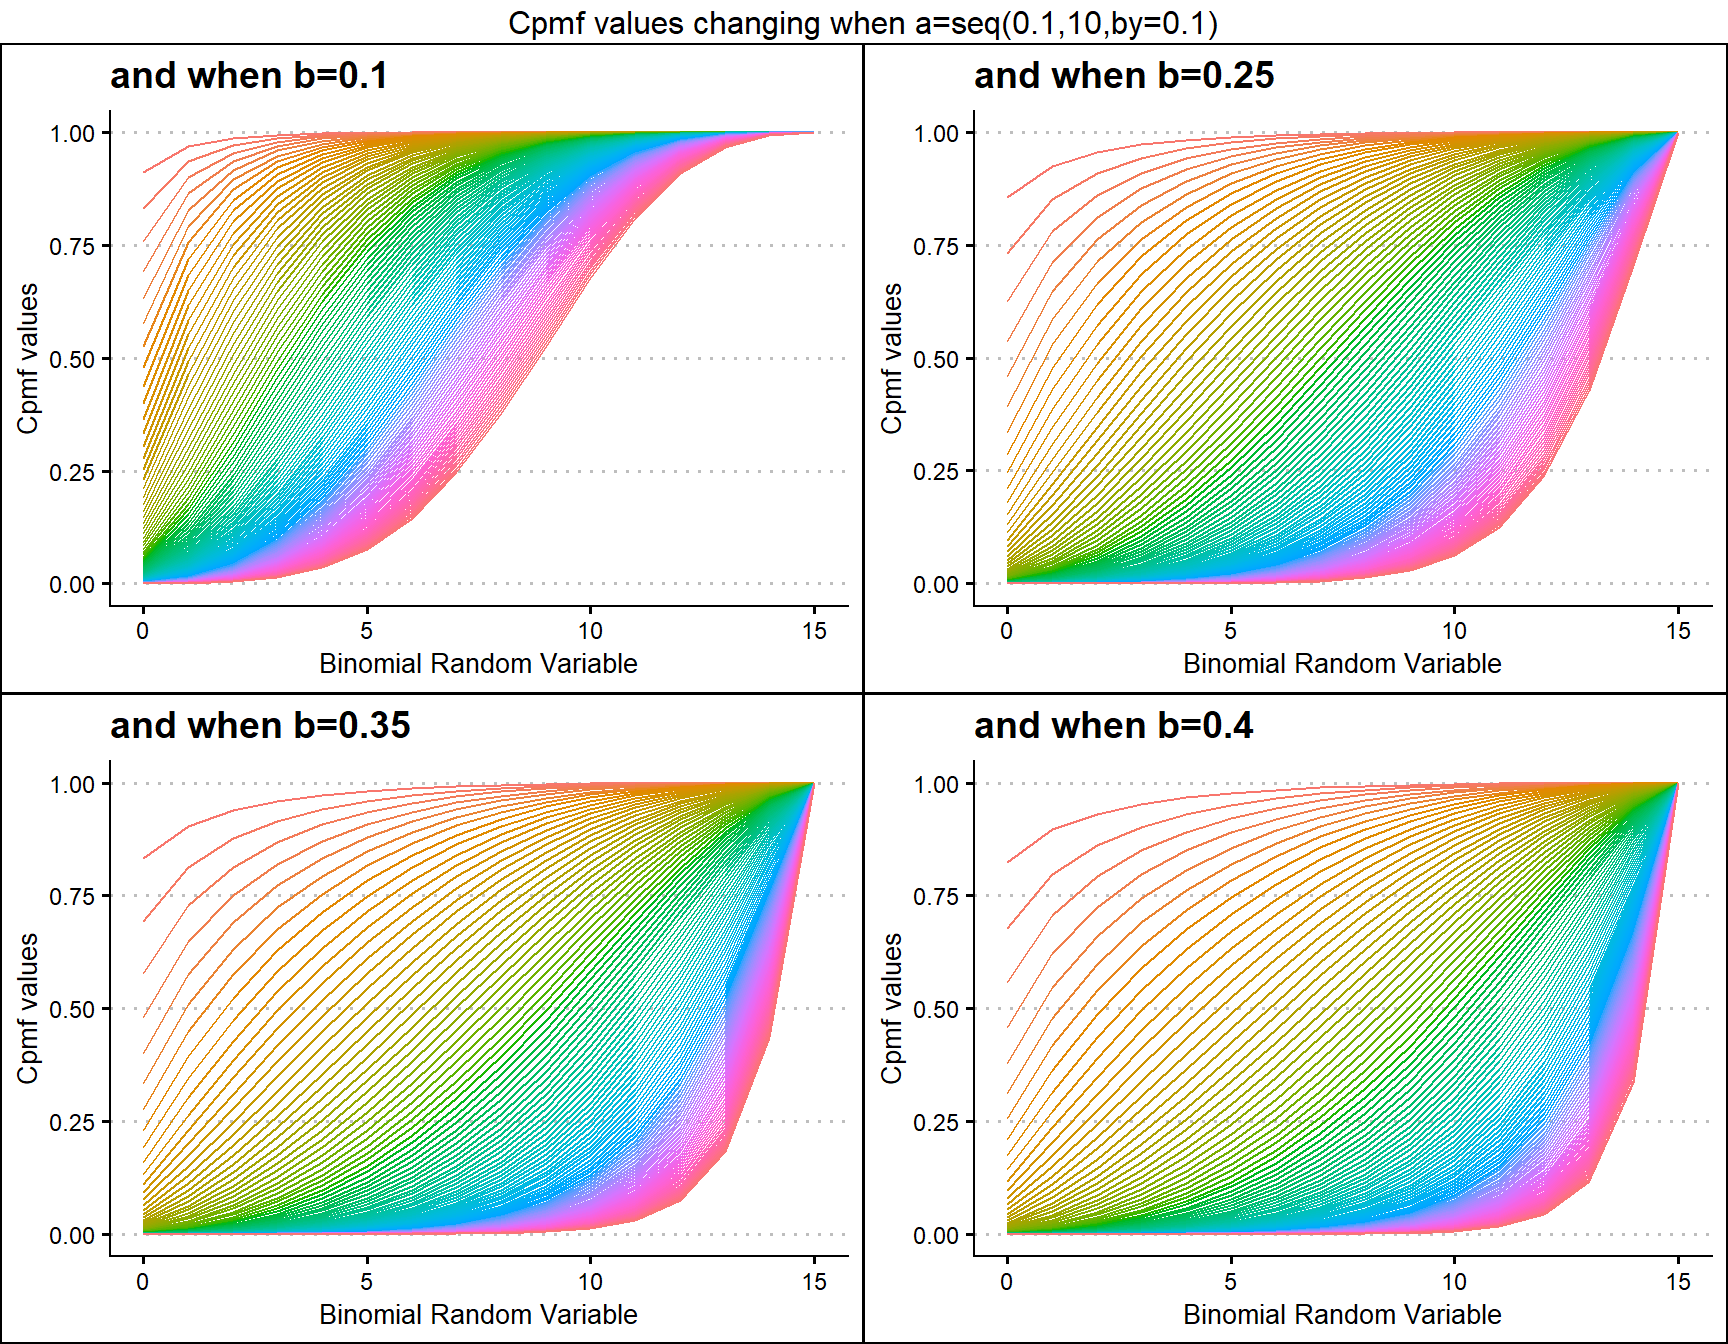 Cpmf values changing when a=seq(0.1,10,by=0.1)
and when b=0.1
1.00
0.75
0.50
0.25
0.00
Cpmf values
0 5 10 15
Binomial Random Variable
and when b=0.25
1.00
0.75
0.50
0.25
0.00
Cpmf values
0 5 10 15
Binomial Random Variable
and when b=0.35
1.00
0.75
0.50
0.25
0.00
Cpmf values
0 5 10 15
Binomial Random Variable
and when b=0.4
1.00
0.75
0.50
0.25
0.00
Cpmf values
0 5 10 15
Binomial Random Variable